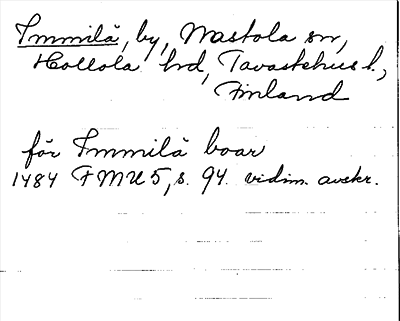 Immilä, by, Nastola sn,
Hollola hd, Tavastehus l.,
Finland
för Immilä boar
1484 FMU 5, s. 94. vidim. avskr.